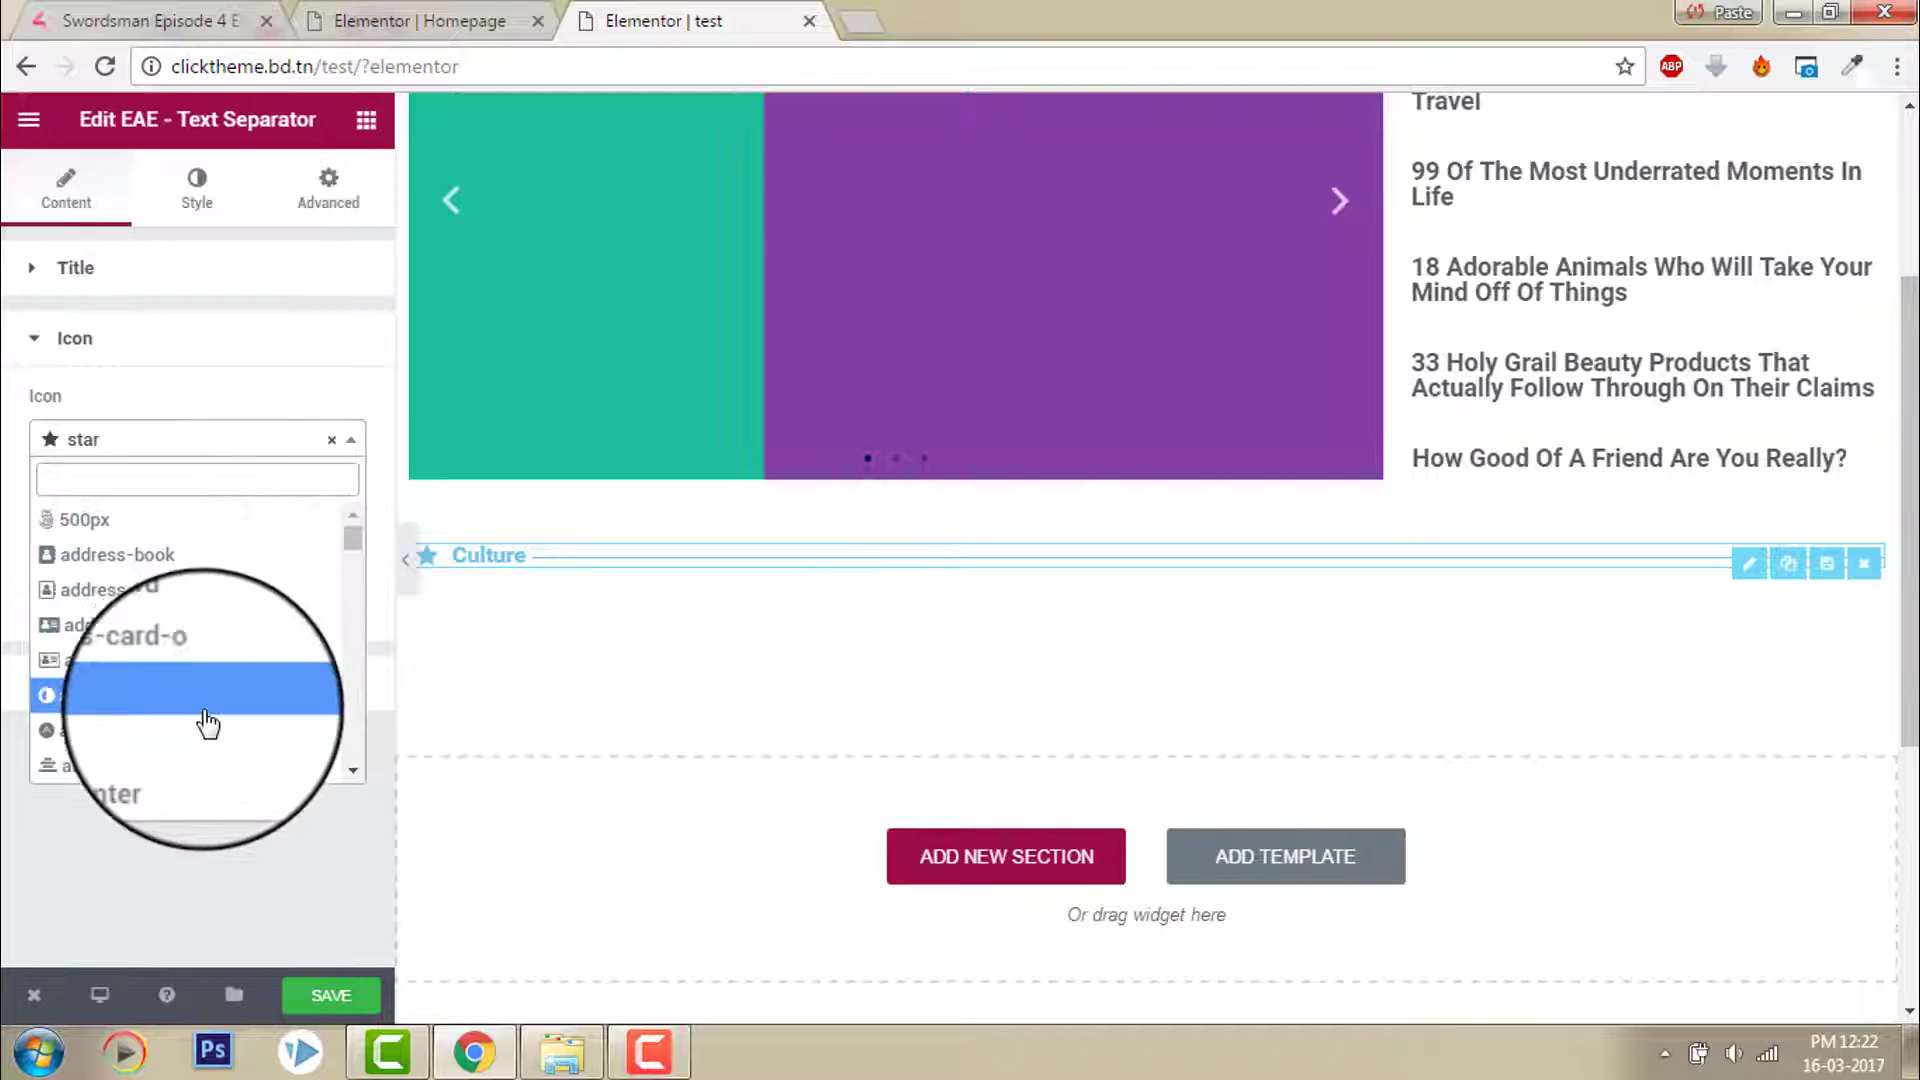 Swordsman Episode 4 E
Elementor | Homepage
Elementor | test
Paste
clicktheme.bd.tn/test/?elementor
ABP
Edit EAE - Text Separator
Content
Style
Advanced
Title
Icon
Icon
star
500px
address-book
address-
s-card-o
nter
Travel
99 Of The Most Underrated Moments In
Life
18 Adorable Animals Who Will Take Your
Mind Off Of Things
33 Holy Grail Beauty Products That
Actually Follow Through On Their Claims
How Good Of A Friend Are You Really?
Culture
ADD NEW SECTION
ADD TEMPLATE
Or drag widget here
SAVE
Ps
PM 12:22
16-03-2017